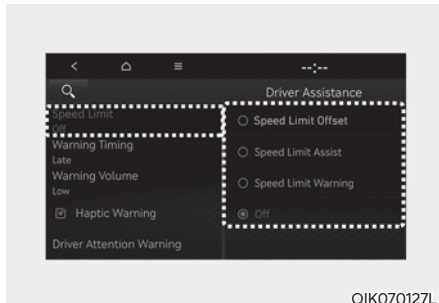 --:--
Driver Assistance
Speed Limit
Off
Warning Timing
Late
Warning Volume
Low
Haptic Warning
Driver Attention Warning
Speed Limit Offset
Speed Limit Assist
Speed Limit Warning
Off
OIK070127L